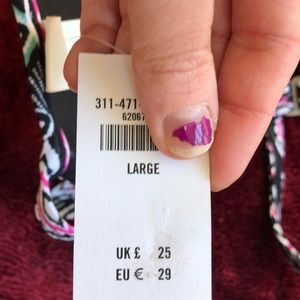 311-471-
62067
LARGE
UK £ 25
EU € 29